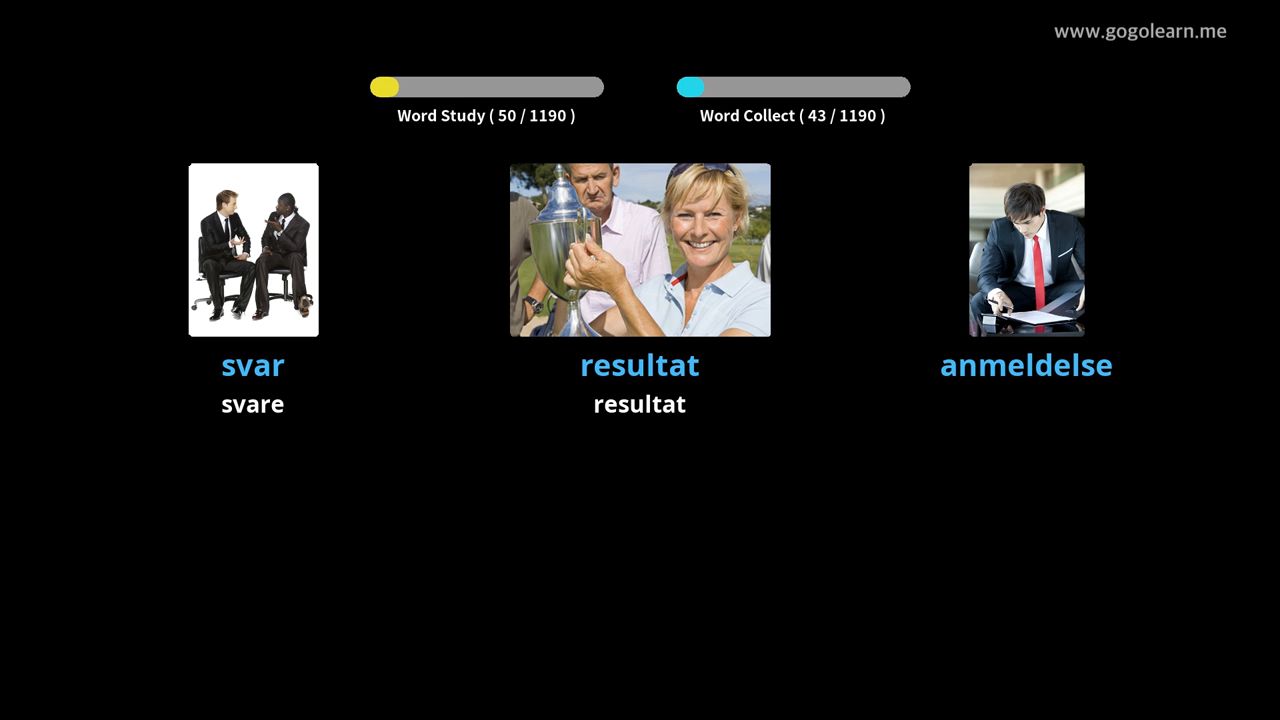 www.gogolearn.me
Word Study ( 50 / 1190 )
Word Collect ( 43 / 1190 )
svar
resultat
anmeldelse
svare
resultat